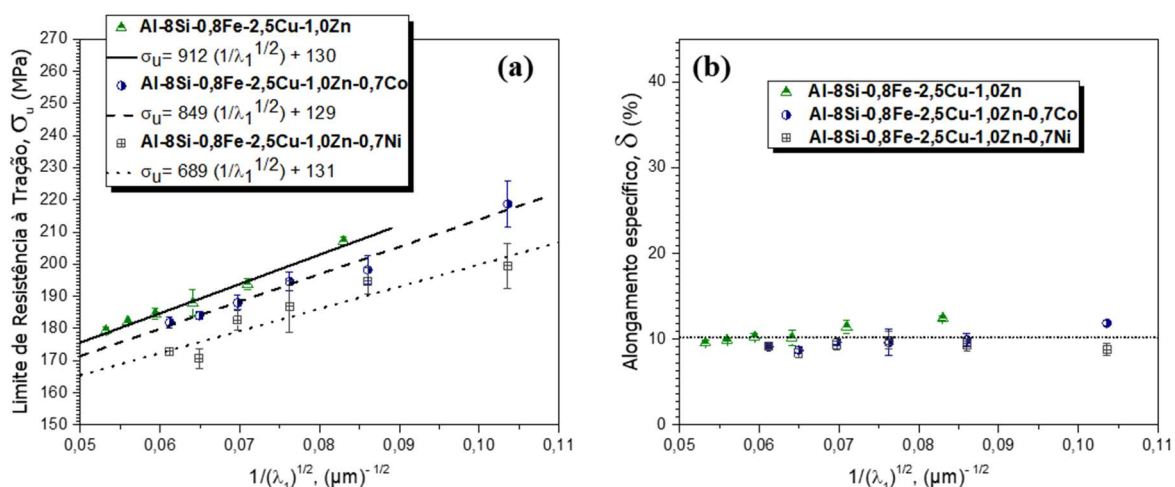 Al-8Si-0,8Fe-2,5Cu-1,0Zn
σu= 912 (1/λ1^1/2) + 130
Al-8Si-0,8Fe-2,5Cu-1,0Zn-0,7Co
σu= 849 (1/λ1^1/2) + 129
Al-8Si-0,8Fe-2,5Cu-1,0Zn-0,7Ni
σu= 689 (1/λ1^1/2) + 131
(a)
Limite de Resistência à Tração, σu (MPa)
270
260
250
240
230
220
210
200
190
180
170
160
150
0,05 0,06 0,07 0,08 0,09 0,10 0,11
1/(λ1)^1/2, (μm)^-1/2
(b)
Al-8Si-0,8Fe-2,5Cu-1,0Zn
Al-8Si-0,8Fe-2,5Cu-1,0Zn-0,7Co
Al-8Si-0,8Fe-2,5Cu-1,0Zn-0,7Ni
Alongamento específico, δ (%)
40
30
20
10
0
0,05 0,06 0,07 0,08 0,09 0,10 0,11
1/(λ1)^1/2, (μm)^-1/2